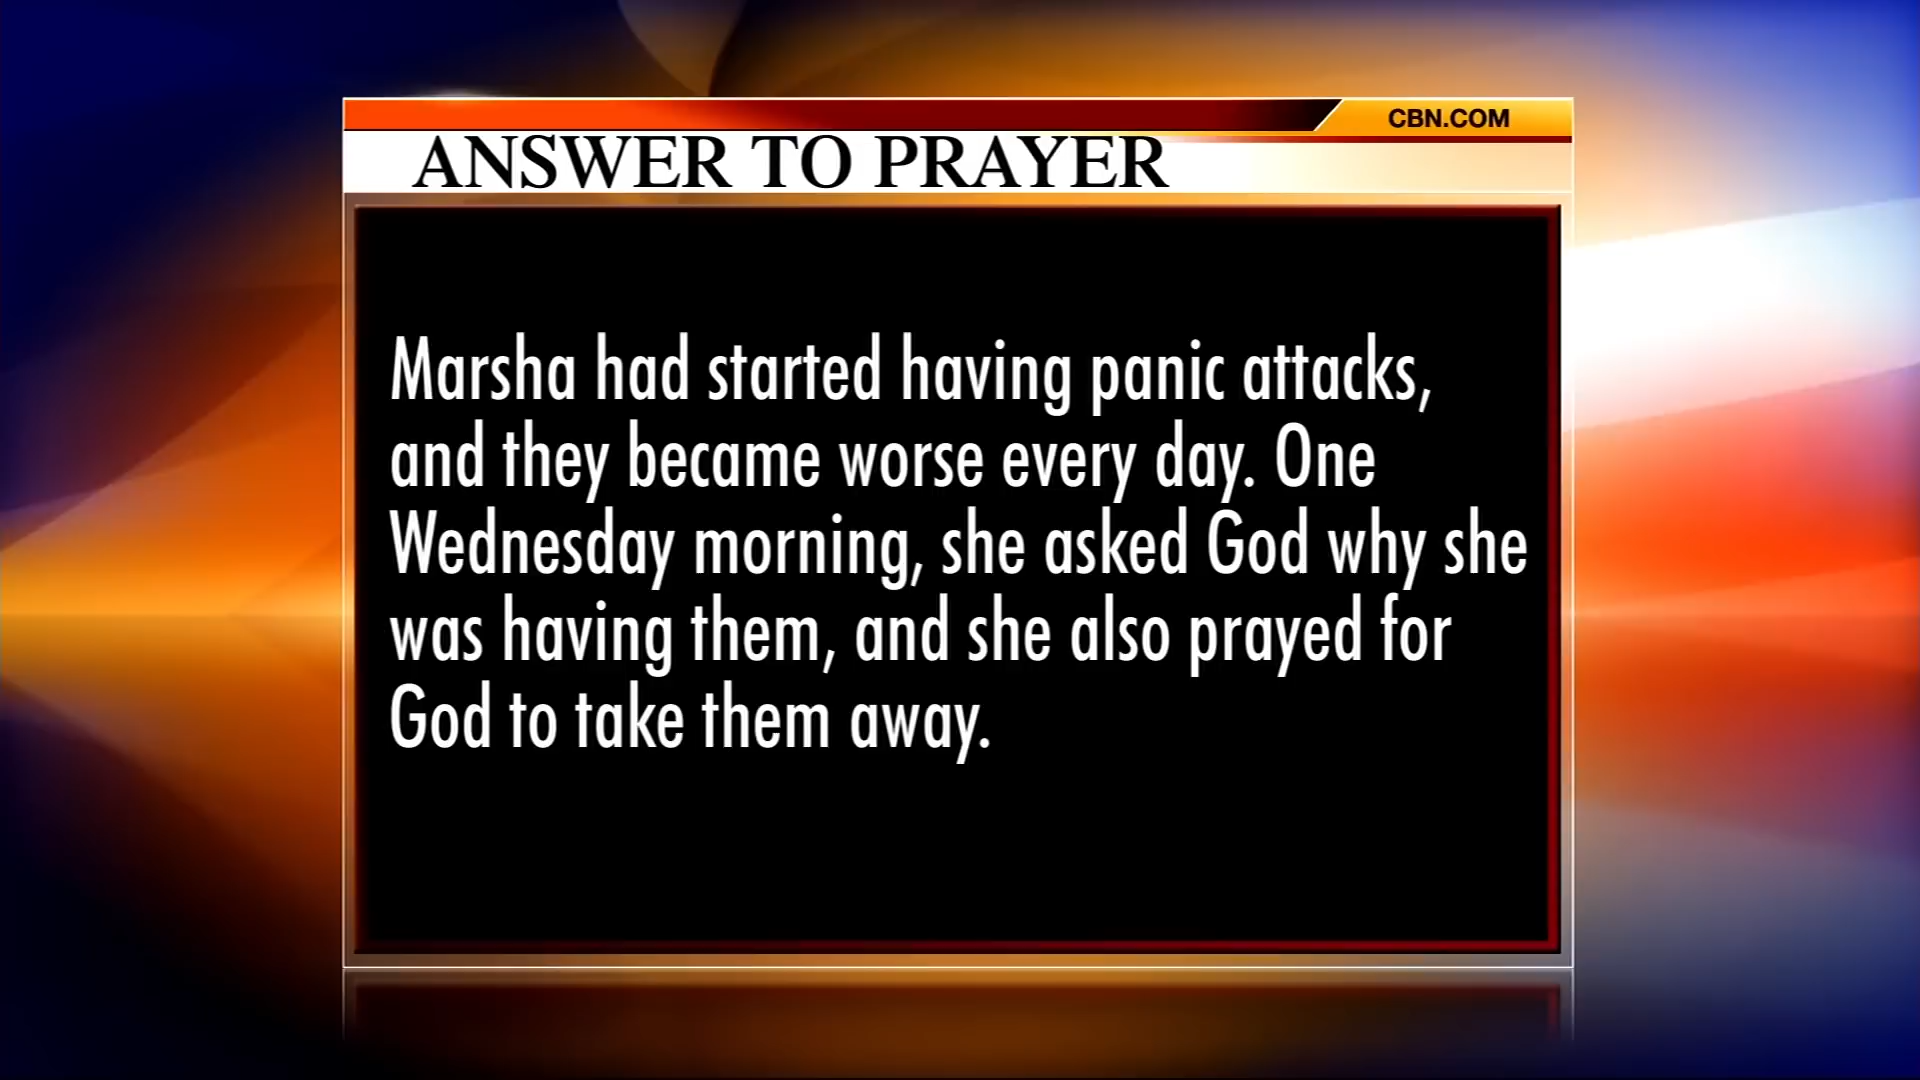 CBN.COM
ANSWER TO PRAYER
Marsha had started having panic attacks,
and they became worse every day. One
Wednesday morning, she asked God why she
was having them, and she also prayed for
God to take them away.